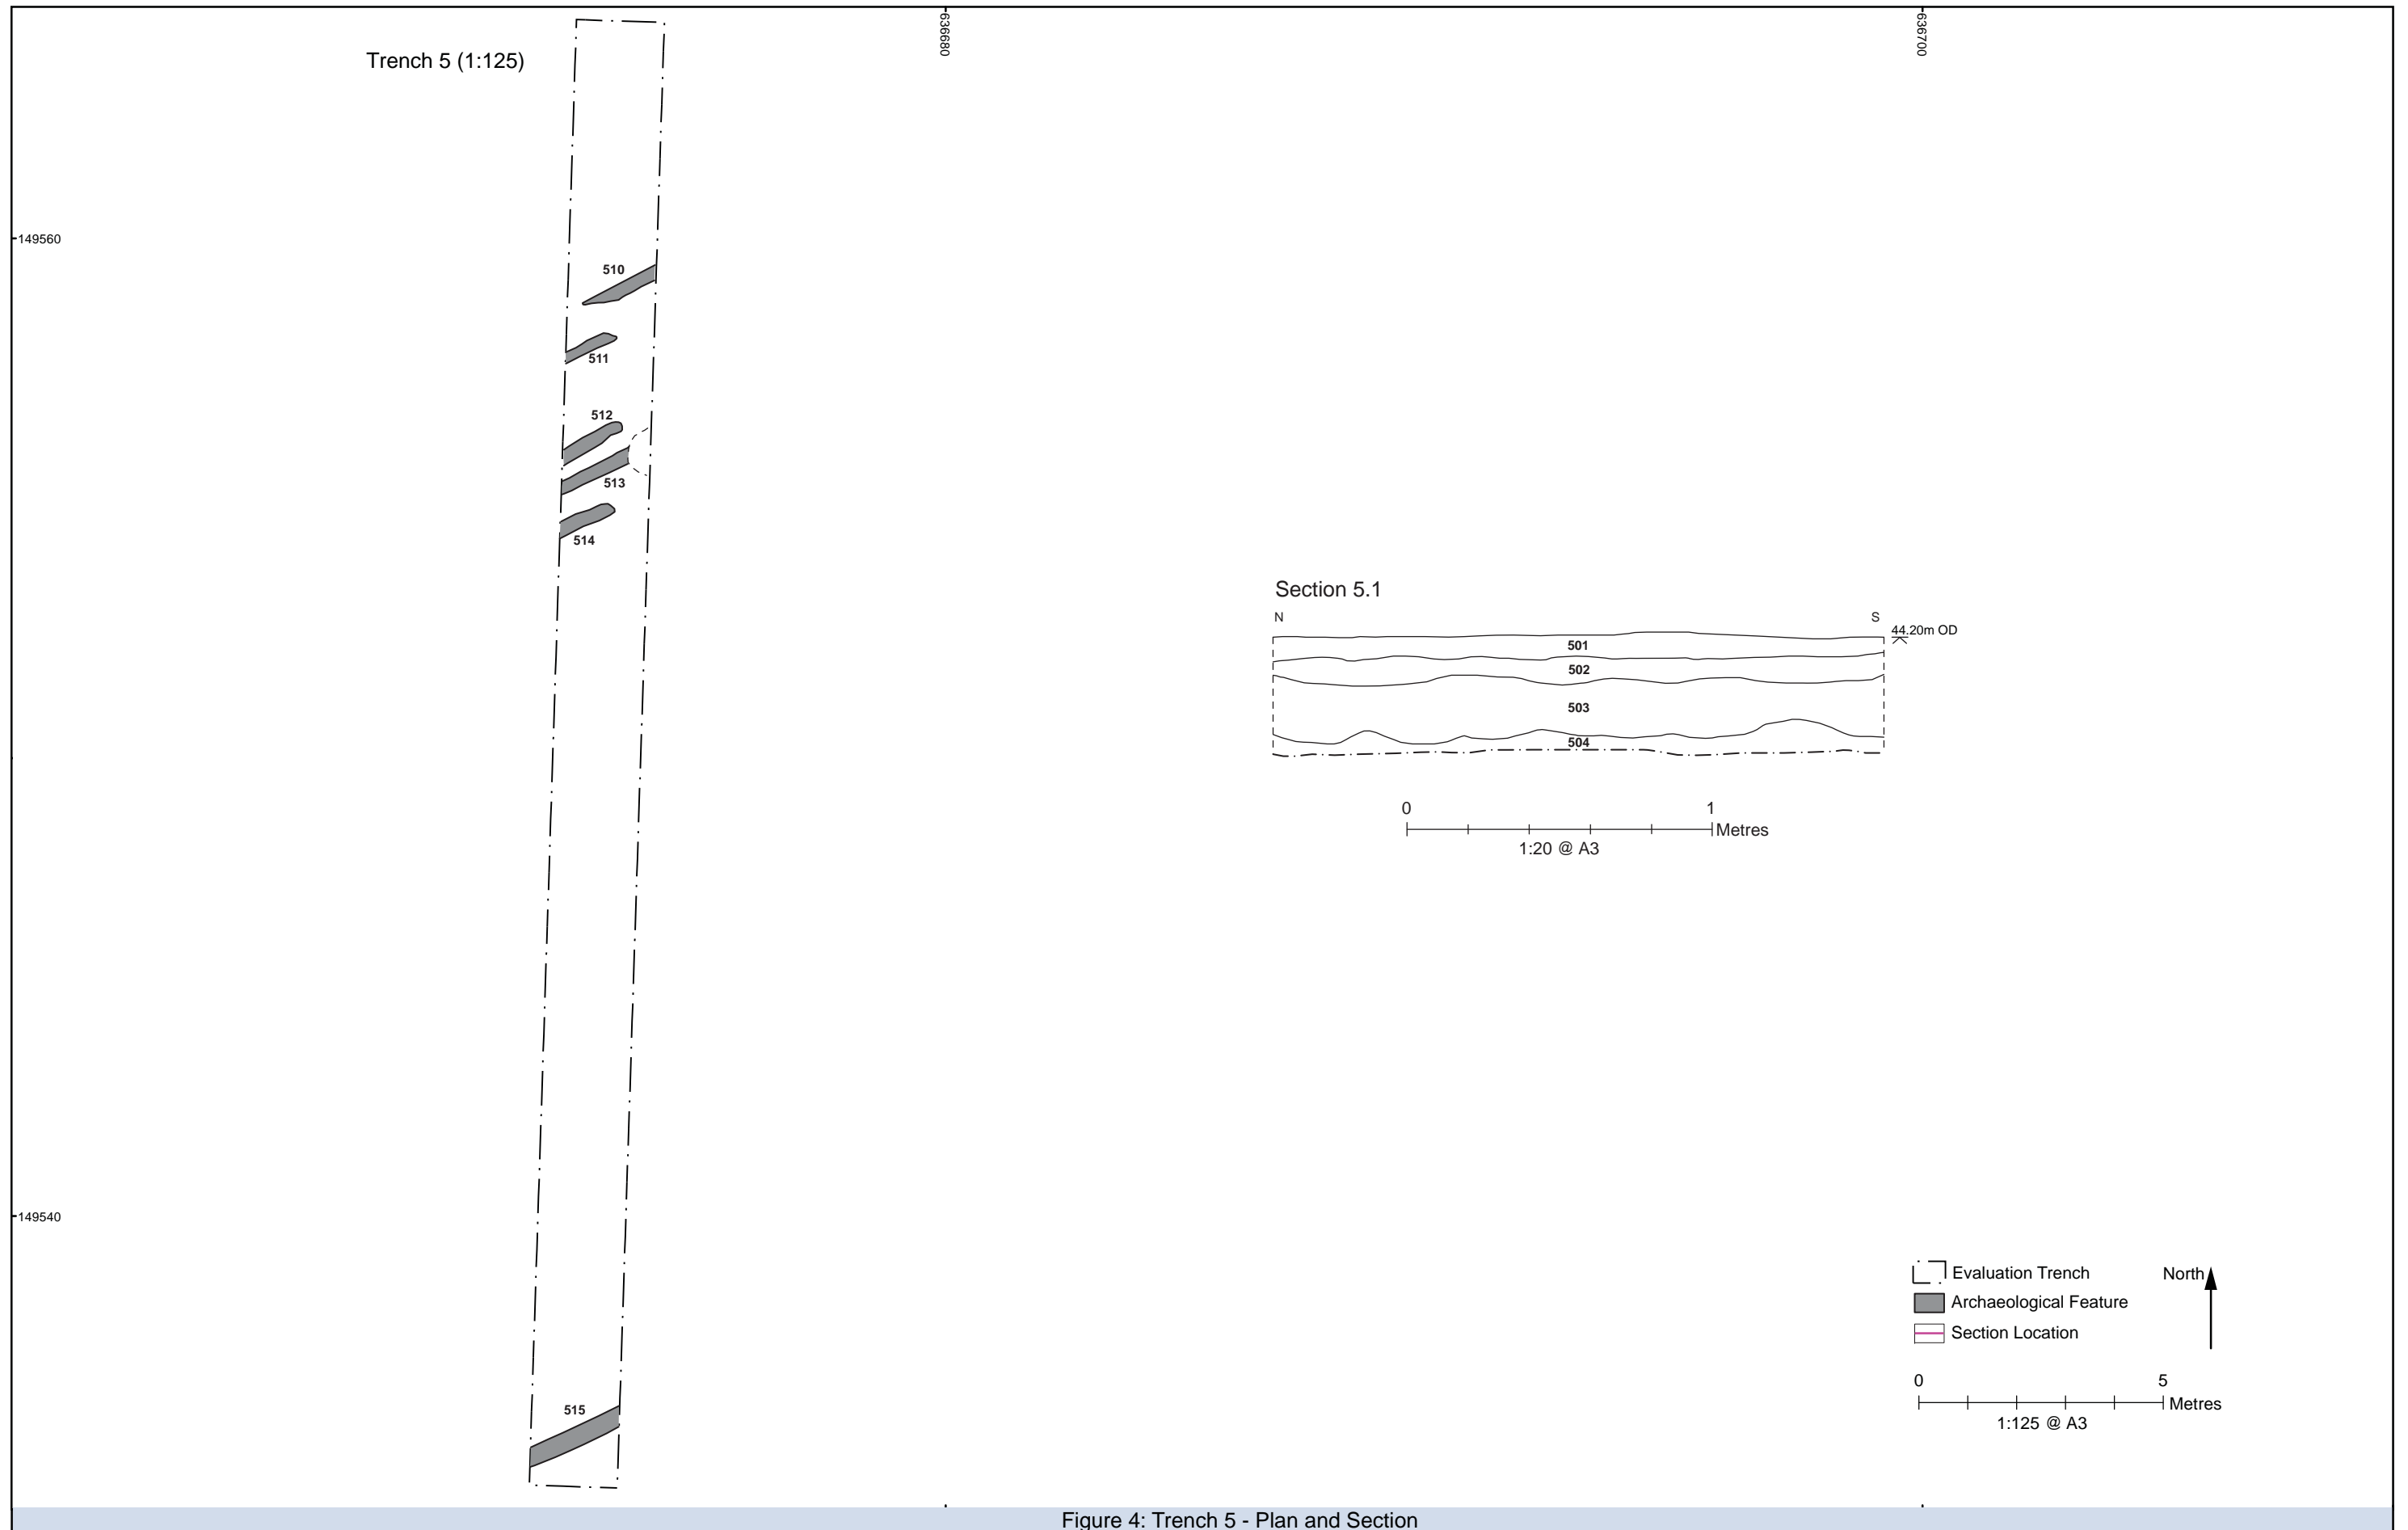 636680
636700
Trench 5 (1:125)
149560
510
511
512
513
514
Section 5.1
N
S
44.20m OD
501
502
503
504
0
1
Metres
1:20 @ A3
149540
Evaluation Trench
North
Archaeological Feature
Section Location
0
5
Metres
1:125 @ A3
515
Figure 4: Trench 5 - Plan and Section